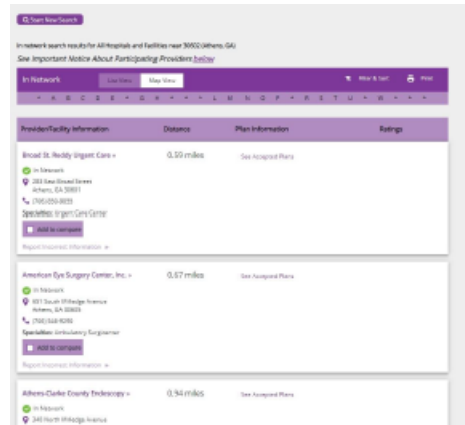 Start New Search
In network search results for All Hospitals and Facilities near 30602 (Athens, GA)
See Important Notice About Participating Providers below
In Network List View Map View Filter & Sort Print
Provider/Facility Information Distance Plan Information Ratings
Broad St. Reddy Urgent Care » 0.59 miles See Accepted Plans
In Network
Athens, GA 30601
Specialties: Urgent Care Center
Add to compare
Report Incorrect Information »
American Eye Surgery Center, Inc. » 0.67 miles See Accepted Plans
In Network
Specialties: Ambulatory Surgicenter
Add to compare
Report Incorrect Information »
Athens-Clarke County Endoscopy » 0.94 miles See Accepted Plans
In Network
North Milledge Avenue